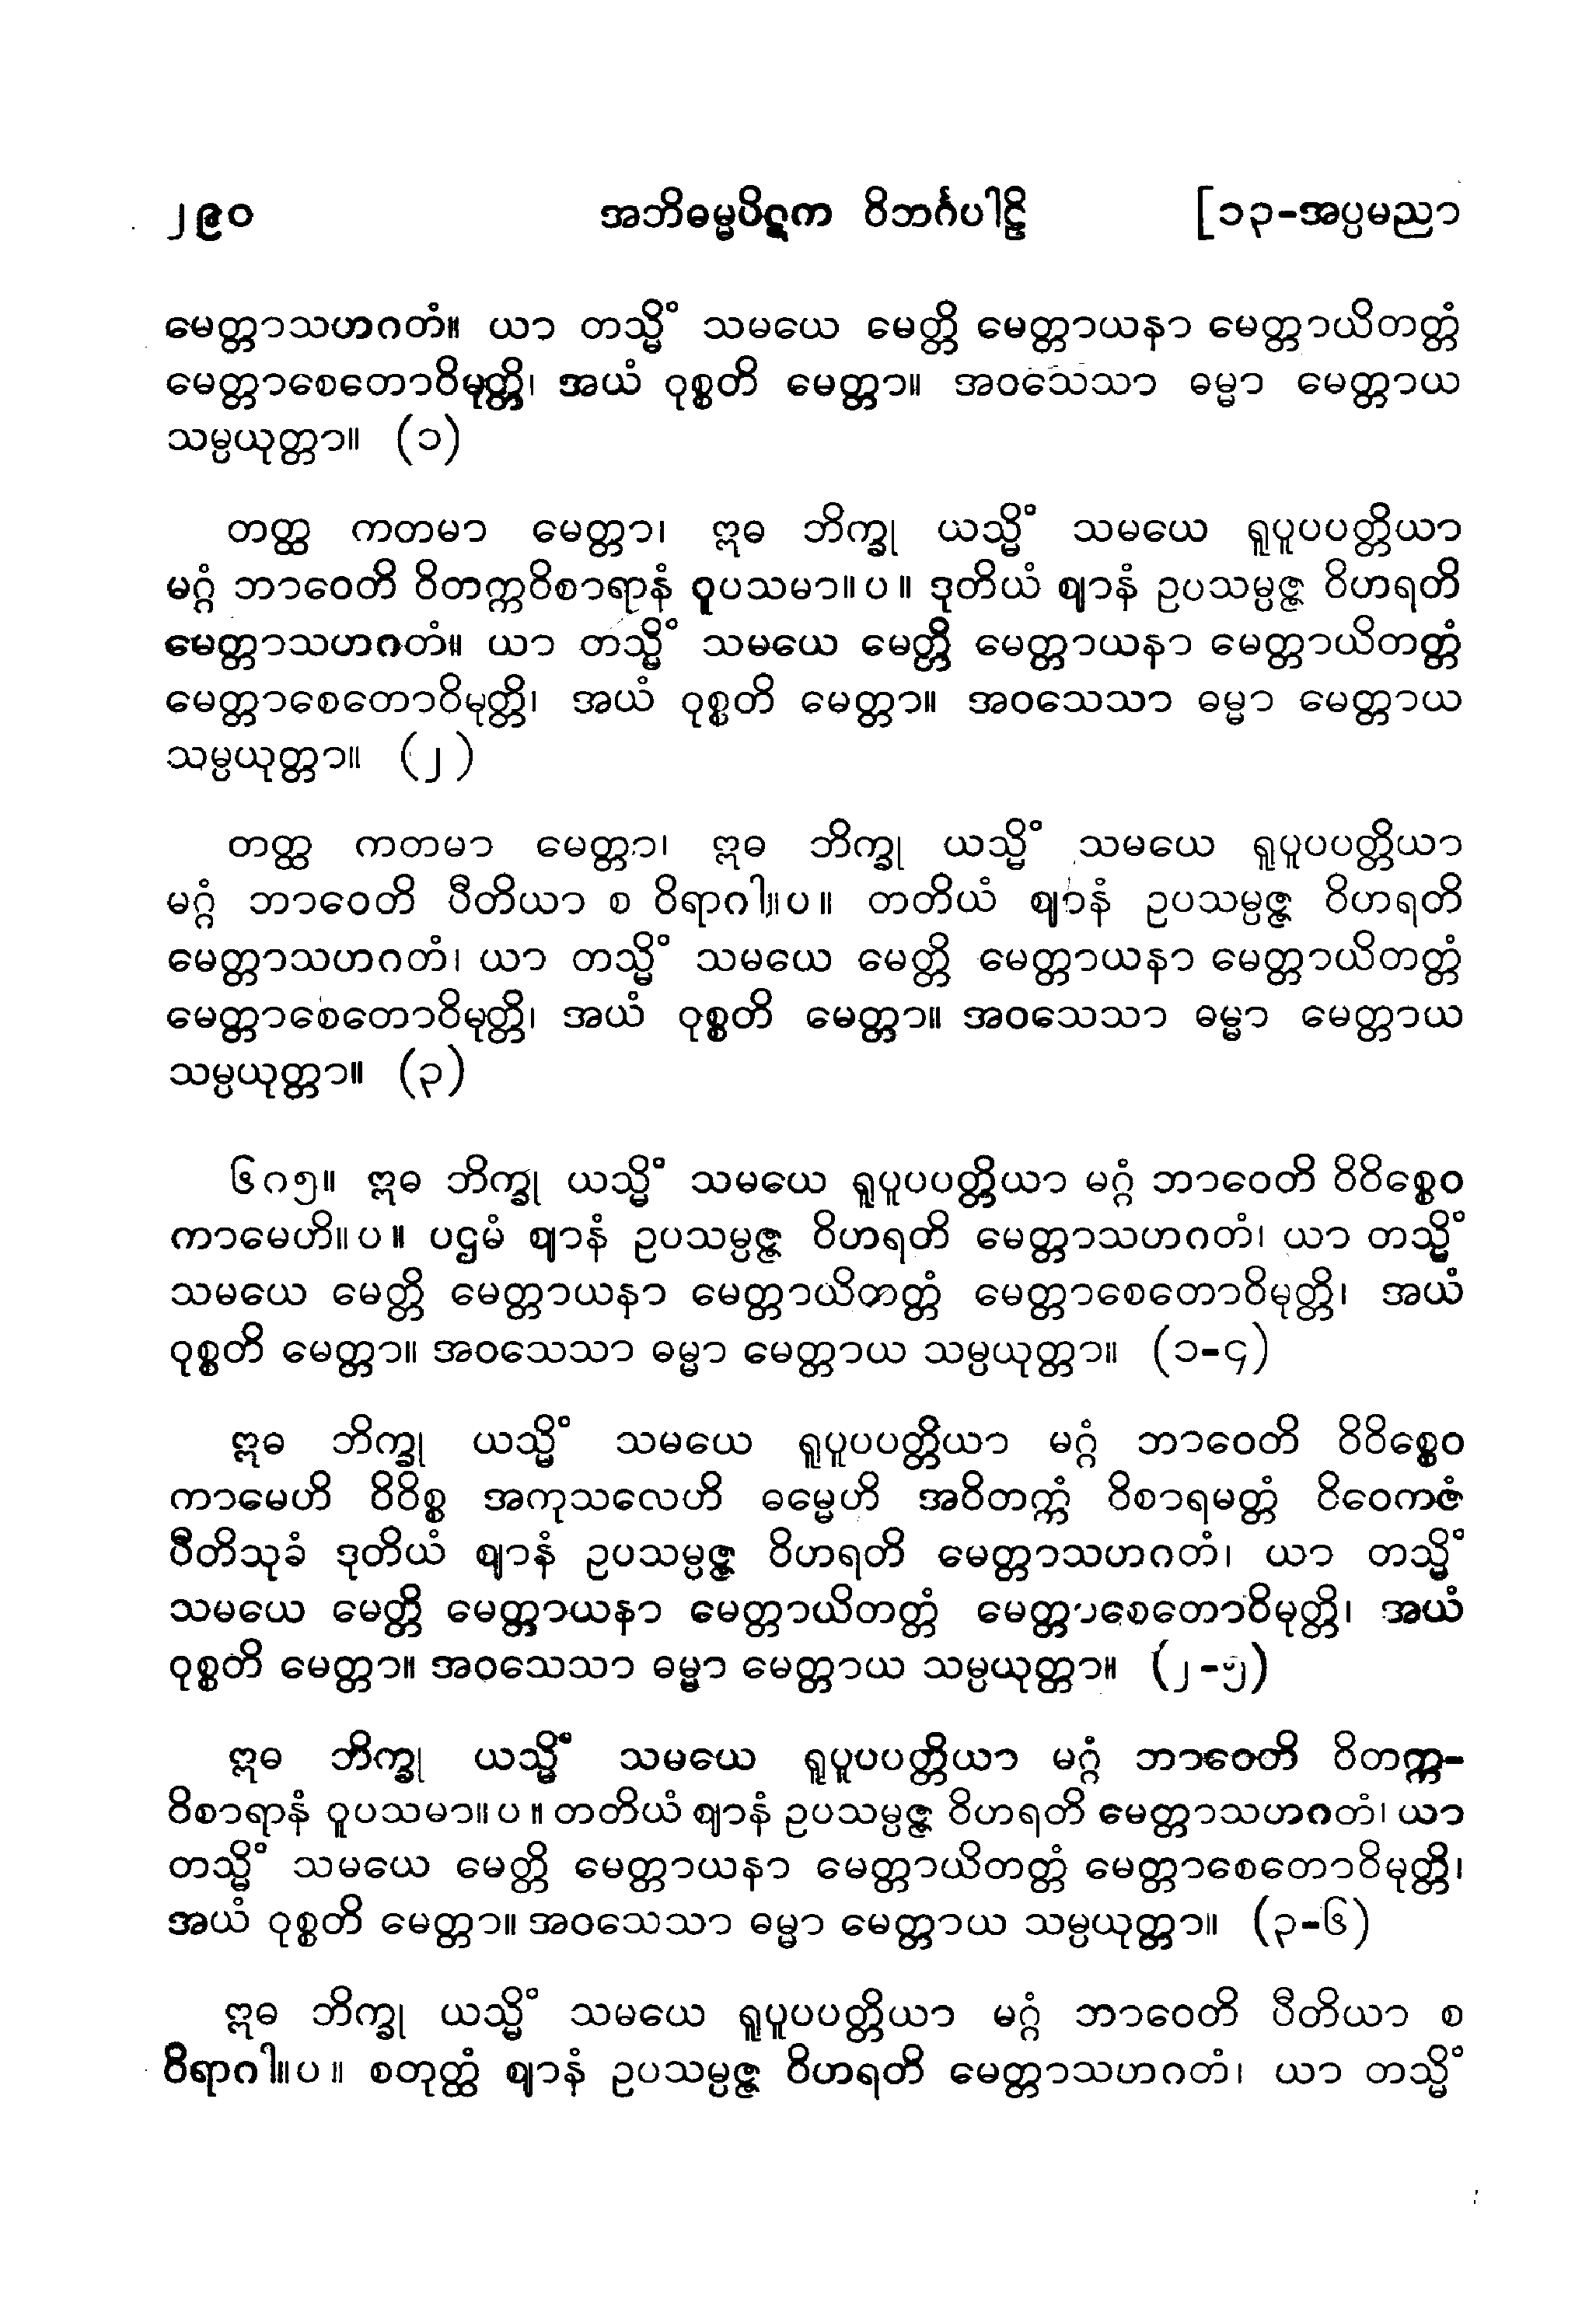 ၂၉၀ အဘိဓမ္မပိဋက ဝိဘင်္ဂပါဠိ [၁၃-အပ္ပမညာ
မေတ္တာသဟဂတံ။ ယာ တသ္မိံ သမယေ မေတ္တိ မေတ္တာယနာ မေတ္တာယိတတ္တံ
မေတ္တာစေတောဝိမုတ္တိ၊ အယံ ဝုစ္စတိ မေတ္တာ။ အဝသေသာ ဓမ္မာ မေတ္တာယ
သမ္ပယုတ္တာ။ (၁)
တတ္ထ ကတမာ မေတ္တာ၊ ဣဓ ဘိက္ခု ယသ္မိံ သမယေ ရူပူပပတ္တိယာ
မဂ္ဂံ ဘာဝေတိ ဝိတက္ကဝိစာရာနံ ဝူပသမာ။ပ။ ဒုတိယံ ဈာနံ ဥပသမ္ပဇ္ဇ ဝိဟရတိ
မေတ္တာသဟဂတံ။ ယာ တသ္မိံ သမယေ မေတ္တိ မေတ္တာယနာ မေတ္တာယိတတ္တံ
မေတ္တာစေတောဝိမုတ္တိ၊ အယံ ဝုစ္စတိ မေတ္တာ။ အဝသေသာ ဓမ္မာ မေတ္တာယ
သမ္ပယုတ္တာ။ (၂)
တတ္ထ ကတမာ မေတ္တာ၊ ဣဓ ဘိက္ခု ယသ္မိံ သမယေ ရူပူပပတ္တိယာ
မဂ္ဂံ ဘာဝေတိ ပီတိယာ စ ဝိရာဂါ။ပ။ တတိယံ ဈာနံ ဥပသမ္ပဇ္ဇ ဝိဟရတိ
မေတ္တာသဟဂတံ၊ ယာ တသ္မိံ သမယေ မေတ္တိ မေတ္တာယနာ မေတ္တာယိတတ္တံ
မေတ္တာစေတောဝိမုတ္တိ၊ အယံ ဝုစ္စတိ မေတ္တာ။ အဝသေသာ ဓမ္မာ မေတ္တာယ
သမ္ပယုတ္တာ။ (၃)
၆၈၅။ ဣဓ ဘိက္ခု ယသ္မိံ သမယေ ရူပူပပတ္တိယာ မဂ္ဂံ ဘာဝေတိ ဝိဝိစ္စေဝ
ကာမေဟိ။ပ။ ပဌမံ ဈာနံ ဥပသမ္ပဇ္ဇ ဝိဟရတိ မေတ္တာသဟဂတံ၊ ယာ တသ္မိံ
သမယေ မေတ္တိ မေတ္တာယနာ မေတ္တာယိတတ္တံ မေတ္တာစေတောဝိမုတ္တိ၊ အယံ
ဝုစ္စတိ မေတ္တာ။ အဝသေသာ ဓမ္မာ မေတ္တာယ သမ္ပယုတ္တာ။ (၁-၄)
ဣဓ ဘိက္ခု ယသ္မိံ သမယေ ရူပူပပတ္တိယာ မဂ္ဂံ ဘာဝေတိ ဝိဝိစ္စေဝ
ကာမေဟိ ဝိဝိစ္စ အကုသလေဟိ ဓမ္မေဟိ အဝိတက္ကံ ဝိစာရမတ္တံ ဝိဝေကဇံ
ပီတိသုခံ ဒုတိယံ ဈာနံ ဥပသမ္ပဇ္ဇ ဝိဟရတိ မေတ္တာသဟဂတံ၊ ယာ တသ္မိံ
သမယေ မေတ္တိ မေတ္တာယနာ မေတ္တာယိတတ္တံ မေတ္တာစေတောဝိမုတ္တိ၊ အယံ
ဝုစ္စတိ မေတ္တာ။ အဝသေသာ ဓမ္မာ မေတ္တာယ သမ္ပယုတ္တာ။ (၂-၅)
ဣဓ ဘိက္ခု ယသ္မိံ သမယေ ရူပူပပတ္တိယာ မဂ္ဂံ ဘာဝေတိ ဝိတက္က-
ဝိစာရာနံ ဝူပသမာ။ပ။ တတိယံ ဈာနံ ဥပသမ္ပဇ္ဇ ဝိဟရတိ မေတ္တာသဟဂတံ၊ ယာ
တသ္မိံ သမယေ မေတ္တိ မေတ္တာယနာ မေတ္တာယိတတ္တံ မေတ္တာစေတောဝိမုတ္တိ၊
အယံ ဝုစ္စတိ မေတ္တာ။ အဝသေသာ ဓမ္မာ မေတ္တာယ သမ္ပယုတ္တာ။ (၃-၆)
ဣဓ ဘိက္ခု ယသ္မိံ သမယေ ရူပူပပတ္တိယာ မဂ္ဂံ ဘာဝေတိ ပီတိယာ စ
ဝိရာဂါ။ပ။ စတုတ္ထံ ဈာနံ ဥပသမ္ပဇ္ဇ ဝိဟရတိ မေတ္တာသဟဂတံ၊ ယာ တသ္မိံ